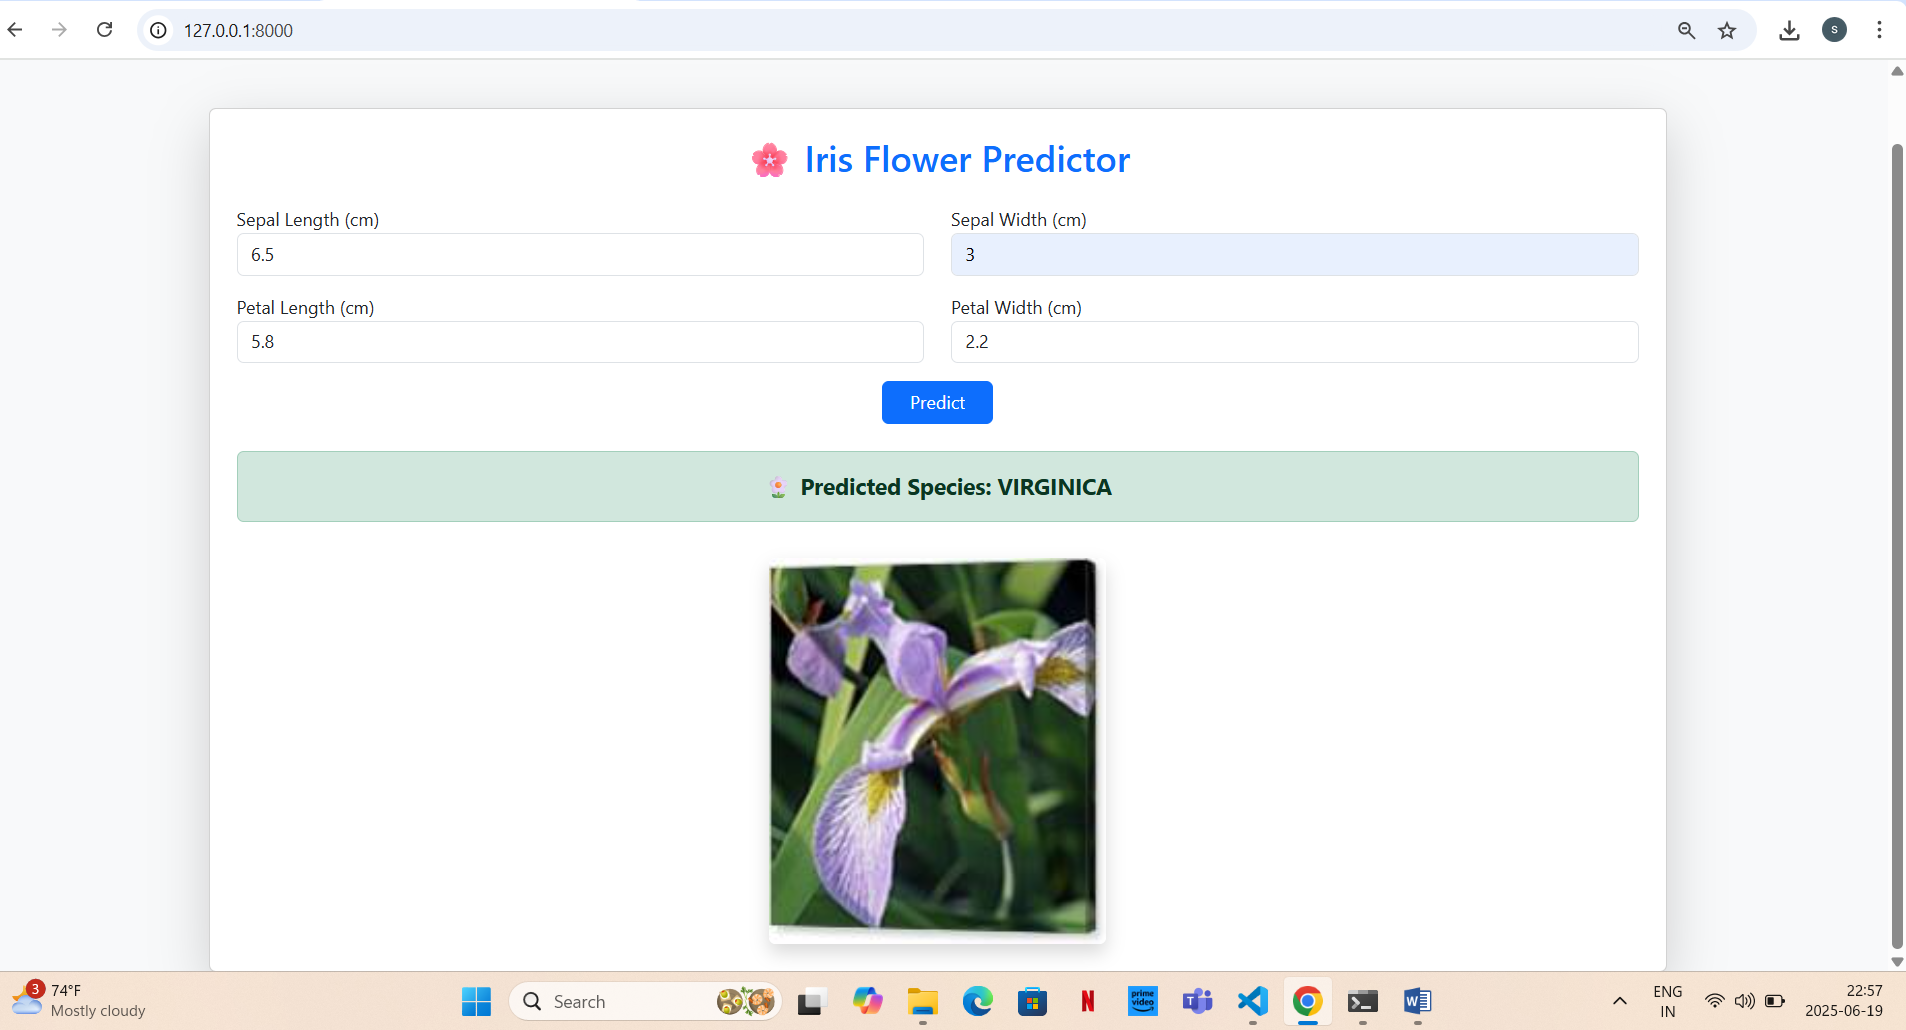 127.0.0.1:8000
S
Iris Flower Predictor
Sepal Length (cm)
Sepal Width (cm)
6.5
3
Petal Length (cm)
Petal Width (cm)
5.8
2.2
Predict
Predicted Species: VIRGINICA
3
74°F
Mostly cloudy
Search
N
prime video
T
W
ENG
IN
22:57
2025-06-19